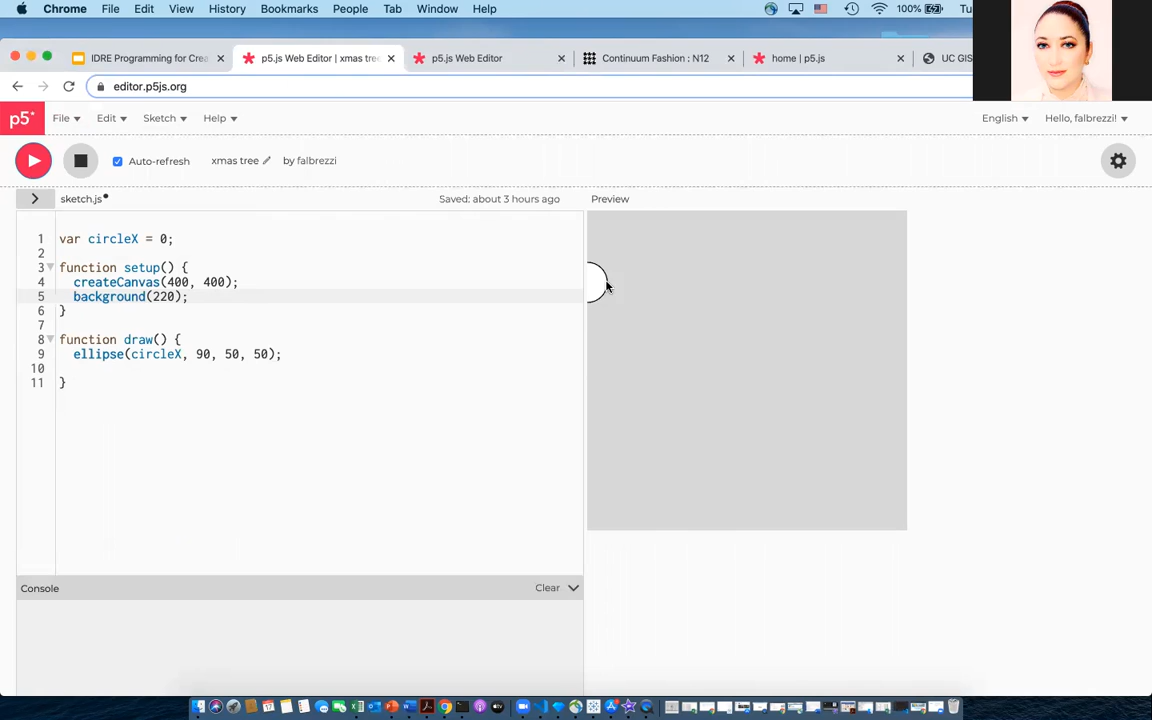 Chrome File Edit View History Bookmarks People Tab Window Help 100% Tu
IDRE Programming for Crea p5.js Web Editor | xmas tree p5.js Web Editor Continuum Fashion : N12 home | p5.js UC GIS
editor.p5js.org
p5* File Edit Sketch Help English Hello, falbrezzi!
Auto-refresh xmas tree by falbrezzi
sketch.js Saved: about 3 hours ago Preview
1 var circleX = 0;
2
3 function setup() {
4 createCanvas(400, 400);
5 background(220);
6 }
7
8 function draw() {
9 ellipse(circleX, 90, 50, 50);
10
11 }
Console Clear